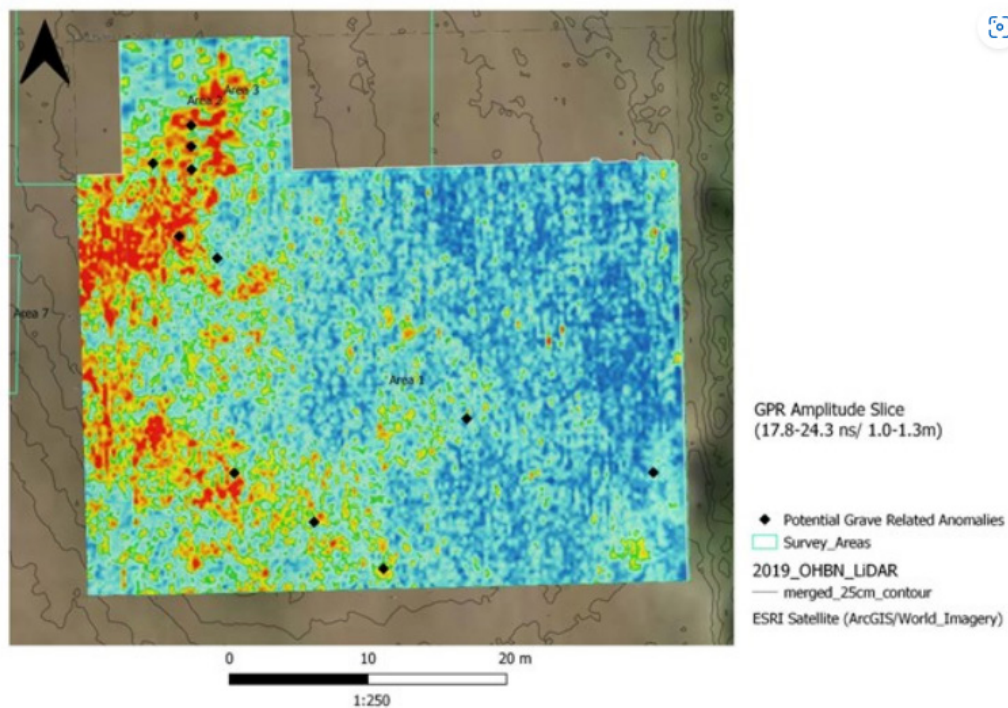 Area 3
Area 2
Area 7
Area 1
GPR Amplitude Slice
(17.8-24.3 ns/ 1.0-1.3m)
Potential Grave Related Anomalies
Survey_Areas
2019_OHBN_LiDAR
merged_25cm_contour
ESRI Satellite (ArcGIS/World_Imagery)
0 10 20 m
1:250